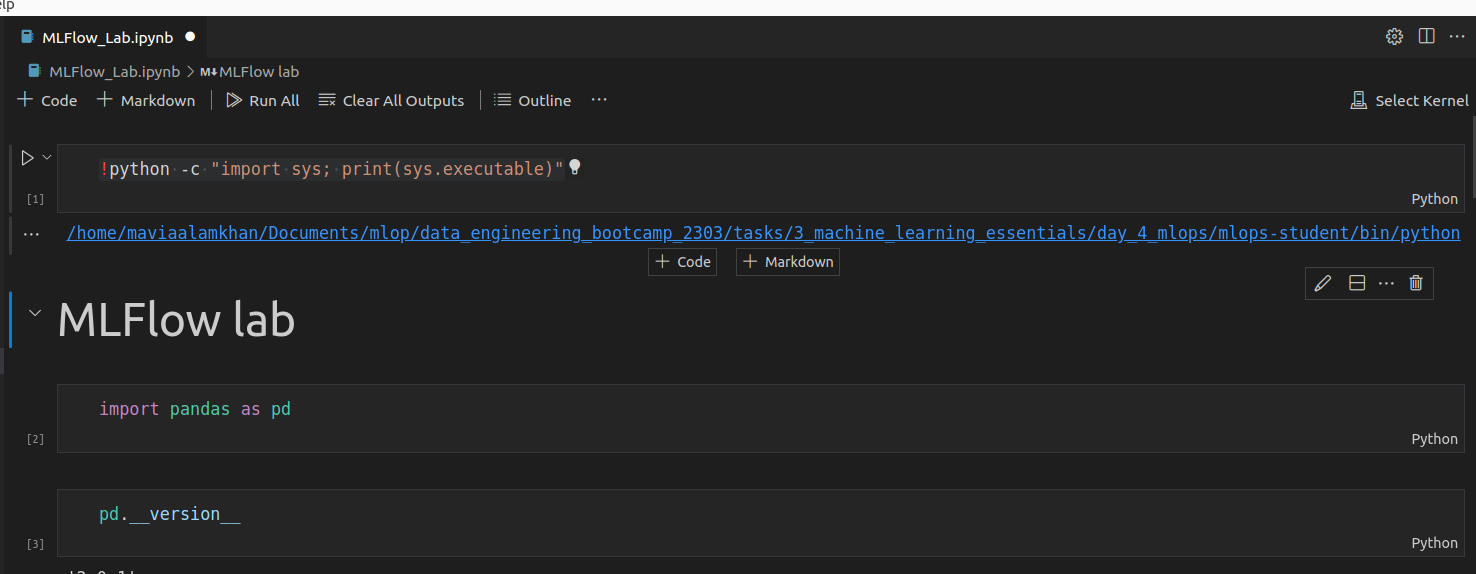 MLFlow_Lab.ipynb
MLFlow_Lab.ipynb > M↓ MLFlow lab
+ Code + Markdown Run All Clear All Outputs Outline ... Select Kernel
!python -c "import sys; print(sys.executable)"
[1] Python
... /home/maviaalamkhan/Documents/mlop/data_engineering_bootcamp_2303/tasks/3_machine_learning_essentials/day_4_mlops/mlops-student/bin/python
+ Code + Markdown
MLFlow lab
import pandas as pd
[2] Python
pd.__version__
[3] Python